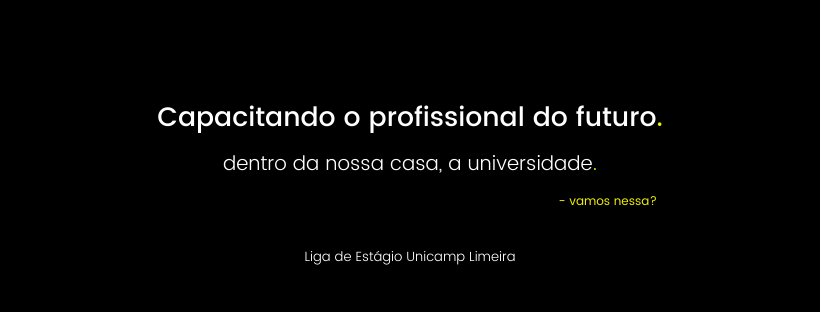 Capacitando o profissional do futuro.
dentro da nossa casa, a universidade.
- vamos nessa?
Liga de Estágio Unicamp Limeira